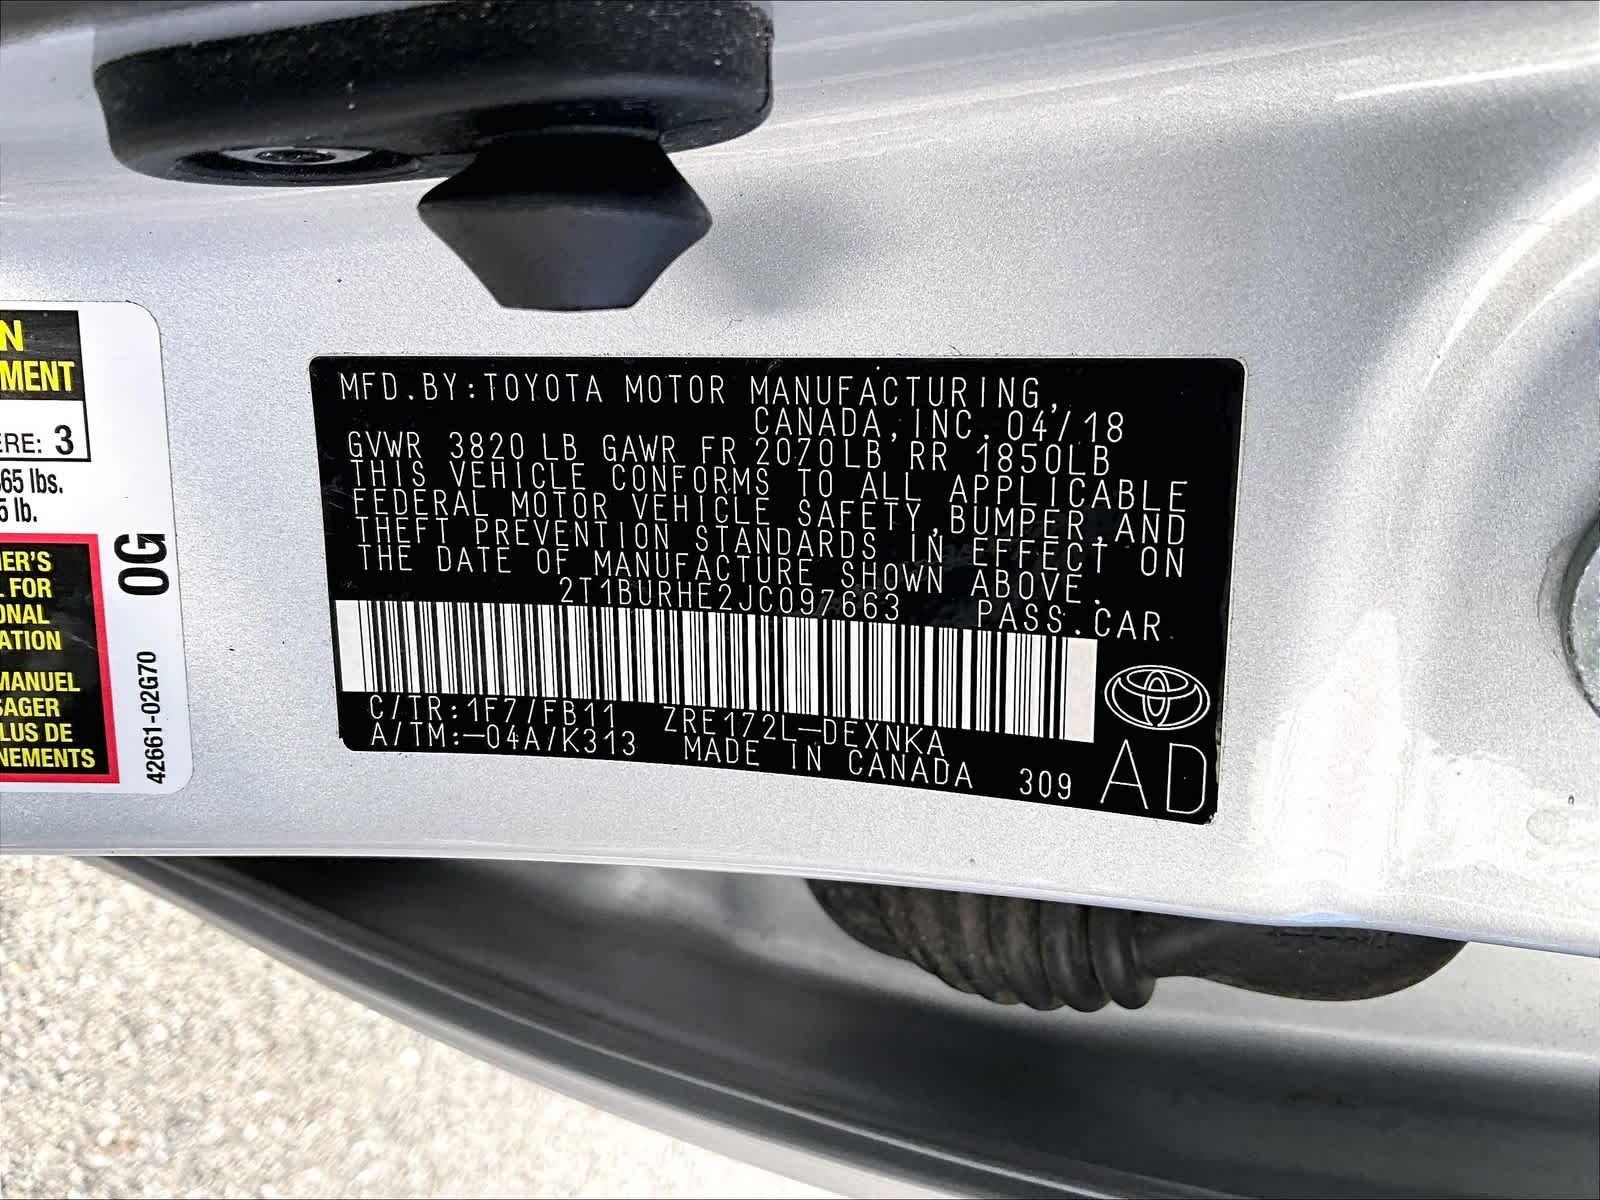 MFD.BY:TOYOTA MOTOR MANUFACTURING,
CANADA,INC. 04/18
GVWR 3820 LB GAWR FR 2070LB RR 1850LB
THIS VEHICLE CONFORMS TO ALL APPLICABLE
FEDERAL MOTOR VEHICLE SAFETY,BUMPER,AND
THEFT PREVENTION STANDARDS IN EFFECT ON
THE DATE OF MANUFACTURE SHOWN ABOVE.
2T1BURHE2JC097663 PASS.CAR
C/TR:1F7/FB11 ZRE172L-DEXNKA
A/TM:-04A/K313 MADE IN CANADA 309
AD
N
MENT
ERE: 3
65 lbs.
5 lb.
ER'S
L FOR
ONAL
ATION
MANUEL
SAGER
LUS DE
NEMENTS
0G
42661-02G70